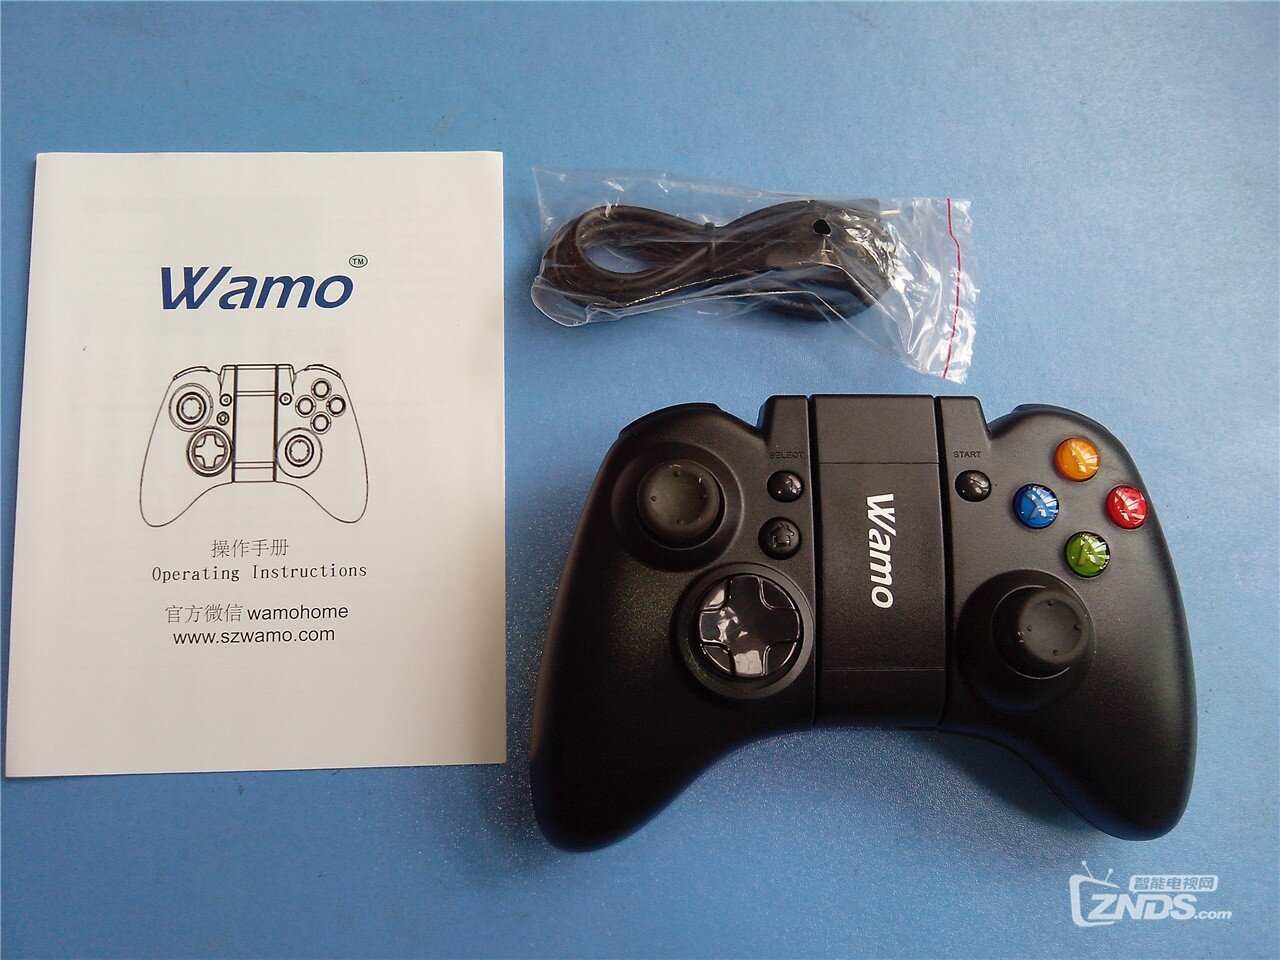 Wamo™
操作手册
Operating Instructions
官方微信 wamohome
www.szwamo.com
SELECT
START
Wamo
智能电视网
ZNDS.com